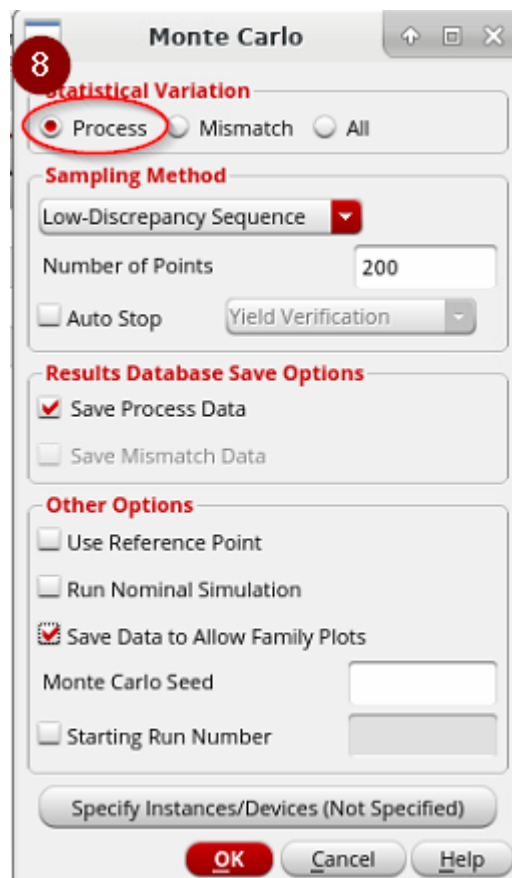 Monte Carlo
8
Statistical Variation
Process Mismatch All
Sampling Method
Low-Discrepancy Sequence
Number of Points 200
Auto Stop Yield Verification
Results Database Save Options
Save Process Data
Save Mismatch Data
Other Options
Use Reference Point
Run Nominal Simulation
Save Data to Allow Family Plots
Monte Carlo Seed
Starting Run Number
Specify Instances/Devices (Not Specified)
OK Cancel Help